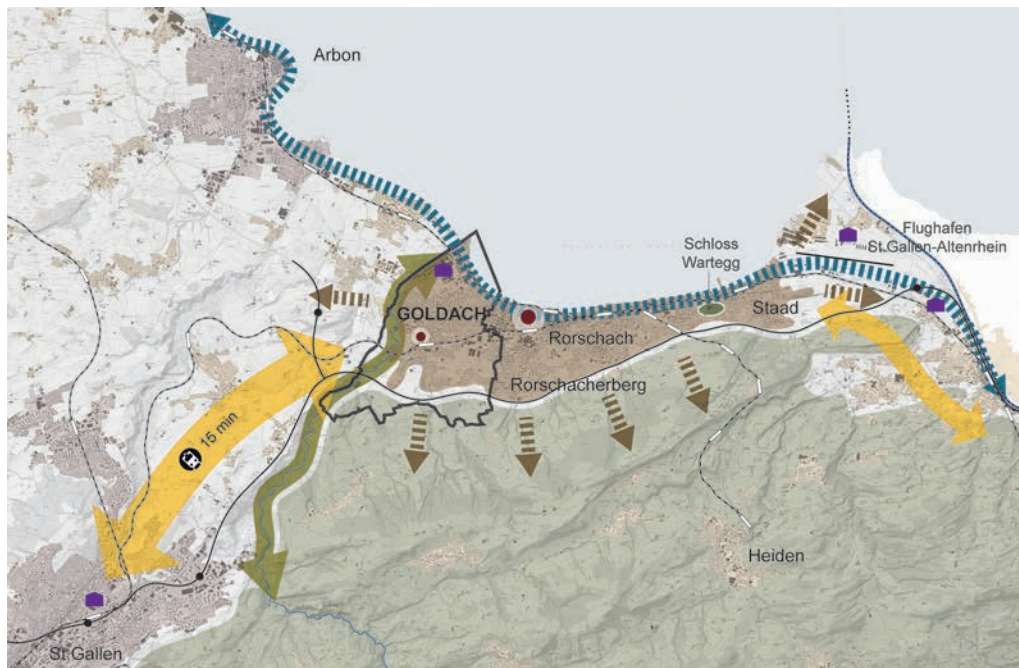 Arbon
Flughafen
St.Gallen-Altenrhein
Schloss
Wartegg
GOLDACH
Staad
Rorschach
Rorschacherberg
15 min
Heiden
St.Gallen